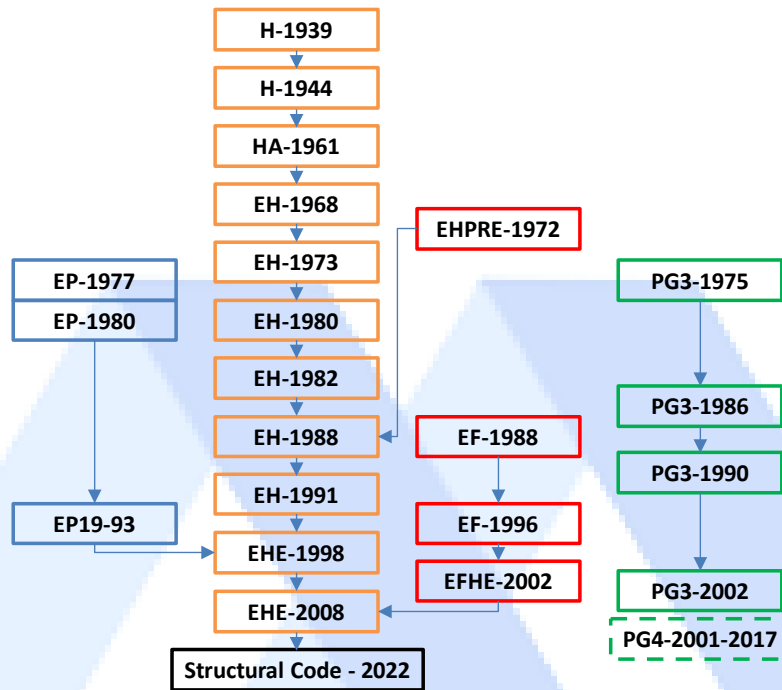 H-1939
H-1944
HA-1961
EH-1968
EHPRE-1972
EH-1973
EP-1977
PG3-1975
EP-1980
EH-1980
EH-1982
PG3-1986
EH-1988
EF-1988
PG3-1990
EH-1991
EP19-93
EF-1996
EHE-1998
EFHE-2002
PG3-2002
EHE-2008
PG4-2001-2017
Structural Code - 2022